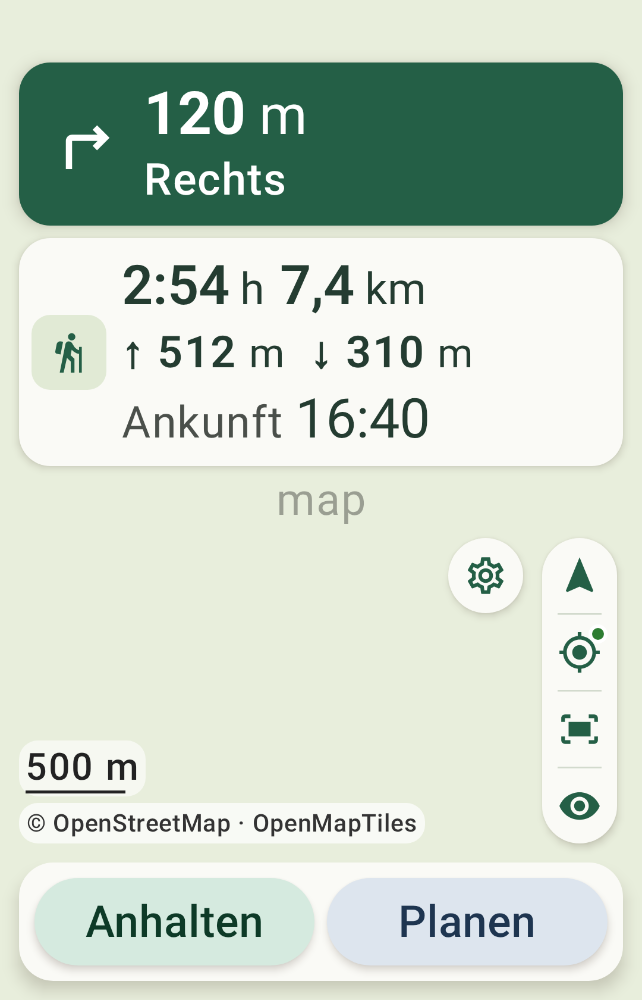 120 m
Rechts
2:54 h 7,4 km
↑ 512 m ↓ 310 m
Ankunft 16:40
map
500 m
© OpenStreetMap · OpenMapTiles
Anhalten
Planen